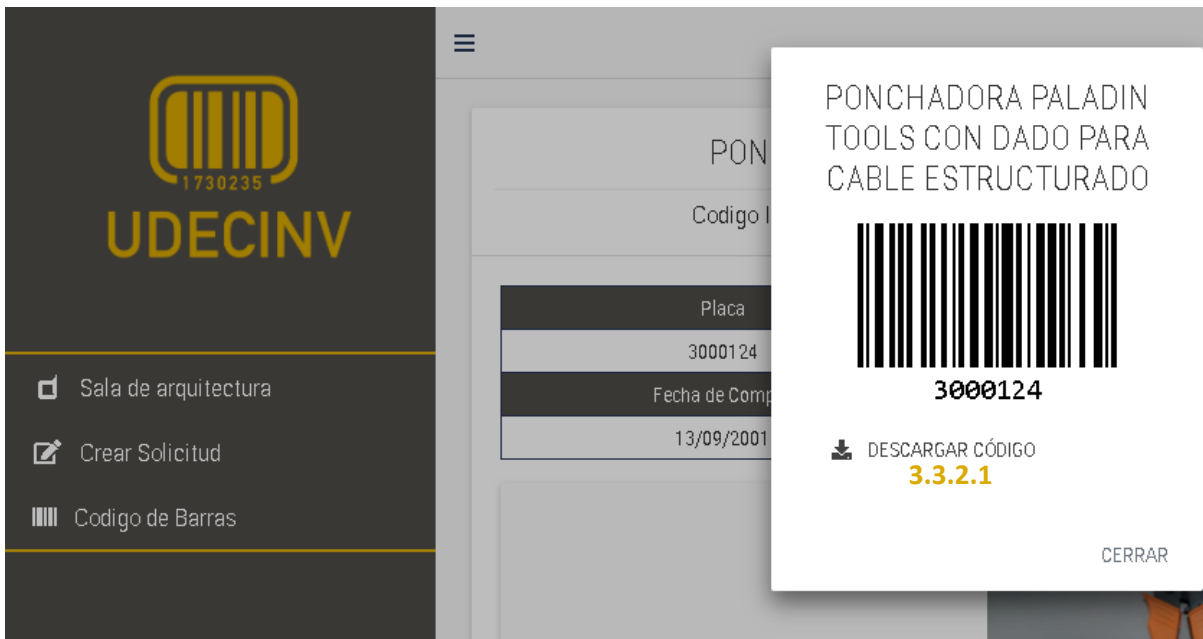 1730235
UDECINV
Sala de arquitectura
Crear Solicitud
Codigo de Barras
PON
Codigo I
Placa
3000124
Fecha de Comp
13/09/2001
PONCHADORA PALADIN
TOOLS CON DADO PARA
CABLE ESTRUCTURADO
3000124
DESCARGAR CÓDIGO
3.3.2.1
CERRAR